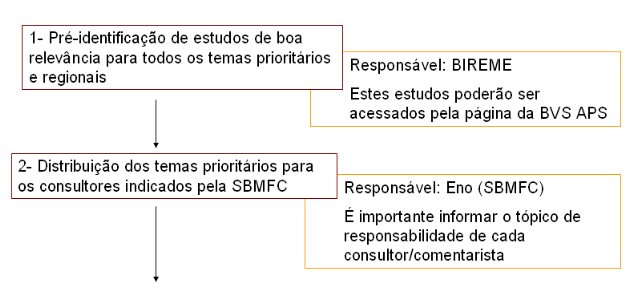 1- Pré-identificação de estudos de boa
relevância para todos os temas prioritários
e regionais
Responsável: BIREME
Estes estudos poderão ser
acessados pela página da BVS APS
2- Distribuição dos temas prioritários para
os consultores indicados pela SBMFC
Responsável: Eno (SBMFC)
É importante informar o tópico de
responsabilidade de cada
consultor/comentarista